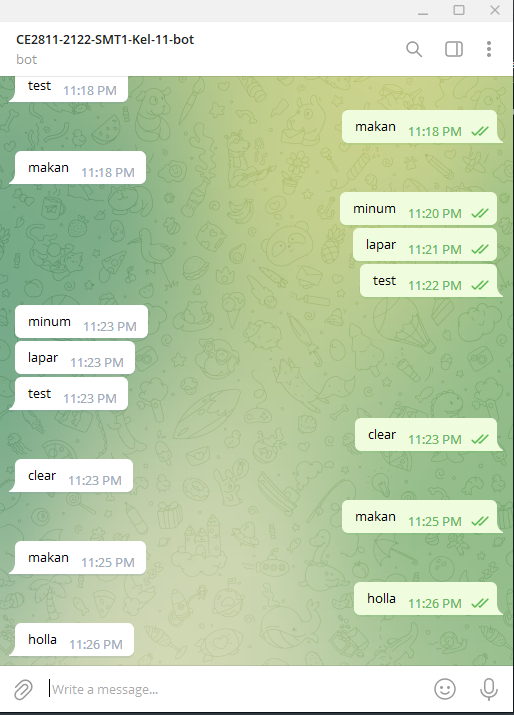 CE2811-2122-SMT1-Kel-11-bot
bot
test 11:18 PM
makan 11:18 PM
makan 11:18 PM
minum 11:20 PM
lapar 11:21 PM
test 11:22 PM
minum 11:23 PM
lapar 11:23 PM
test 11:23 PM
clear 11:23 PM
clear 11:23 PM
makan 11:25 PM
makan 11:25 PM
holla 11:26 PM
holla 11:26 PM
Write a message...